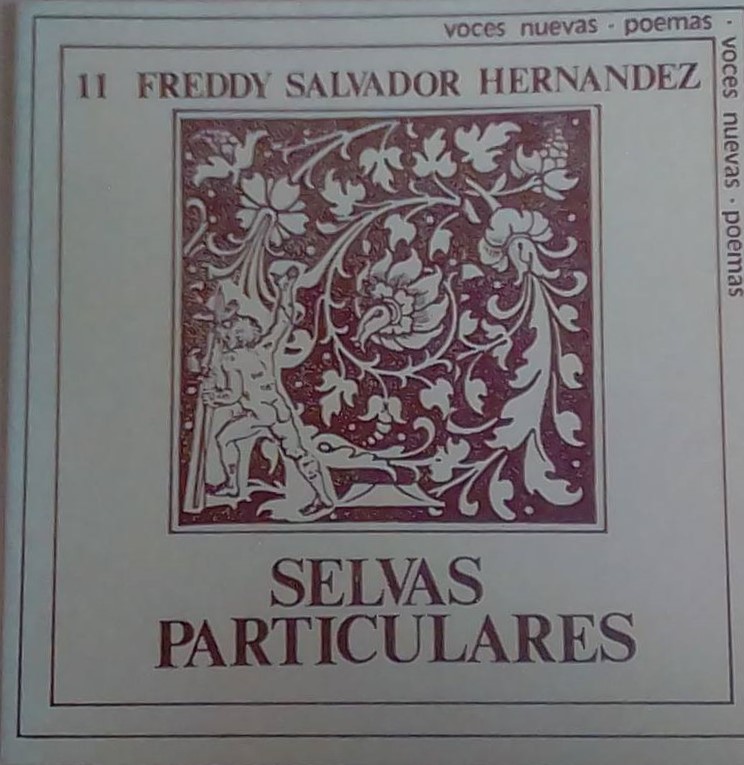 voces nuevas · poemas ·
voces nuevas · poemas
11 FREDDY SALVADOR HERNANDEZ
SELVAS
PARTICULARES